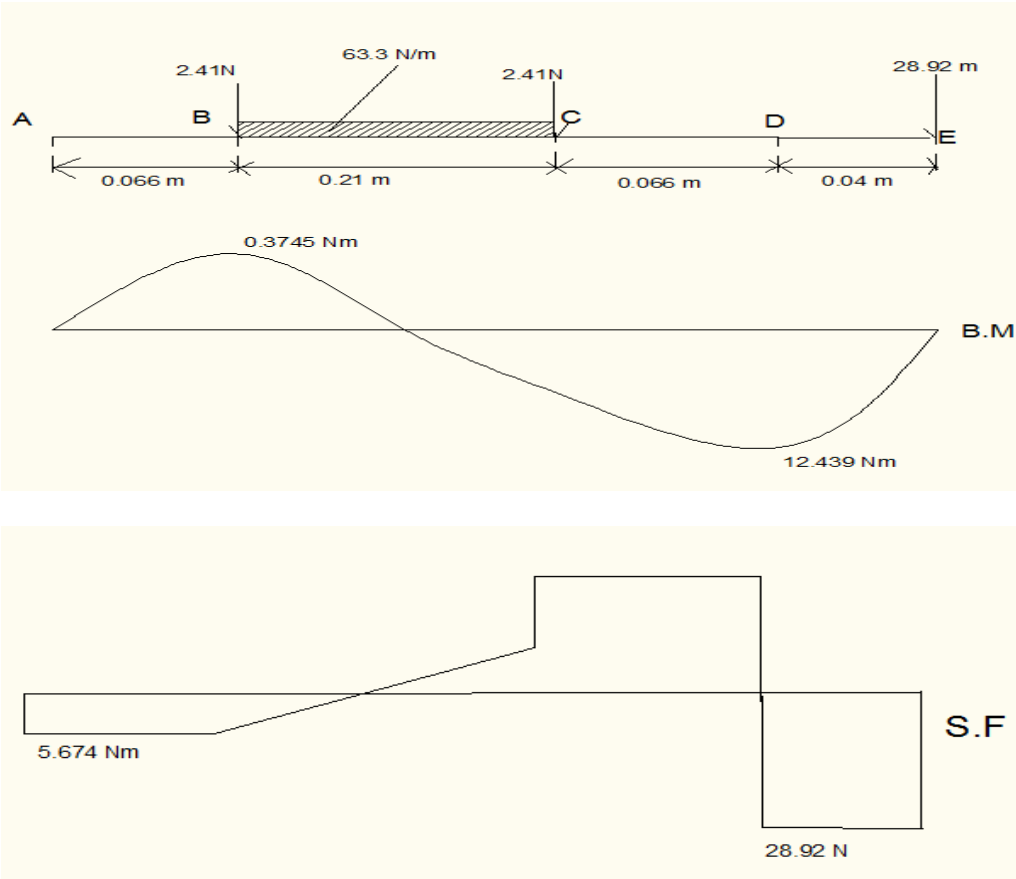 63.3 N/m
2.41N
2.41N
28.92 m
A
B
C
D
E
0.066 m
0.21 m
0.066 m
0.04 m
0.3745 Nm
B.M
12.439 Nm
5.674 Nm
S.F
28.92 N